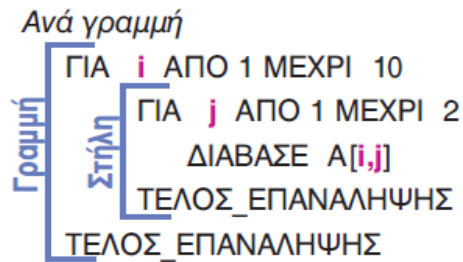 Ανά γραμμή
ΓΙΑ i ΑΠΟ 1 ΜΕΧΡΙ 10
ΓΙΑ j ΑΠΟ 1 ΜΕΧΡΙ 2
ΔΙΑΒΑΣΕ Α[i,j]
ΤΕΛΟΣ_ΕΠΑΝΑΛΗΨΗΣ
ΤΕΛΟΣ_ΕΠΑΝΑΛΗΨΗΣ
Γραμμή
Στήλη